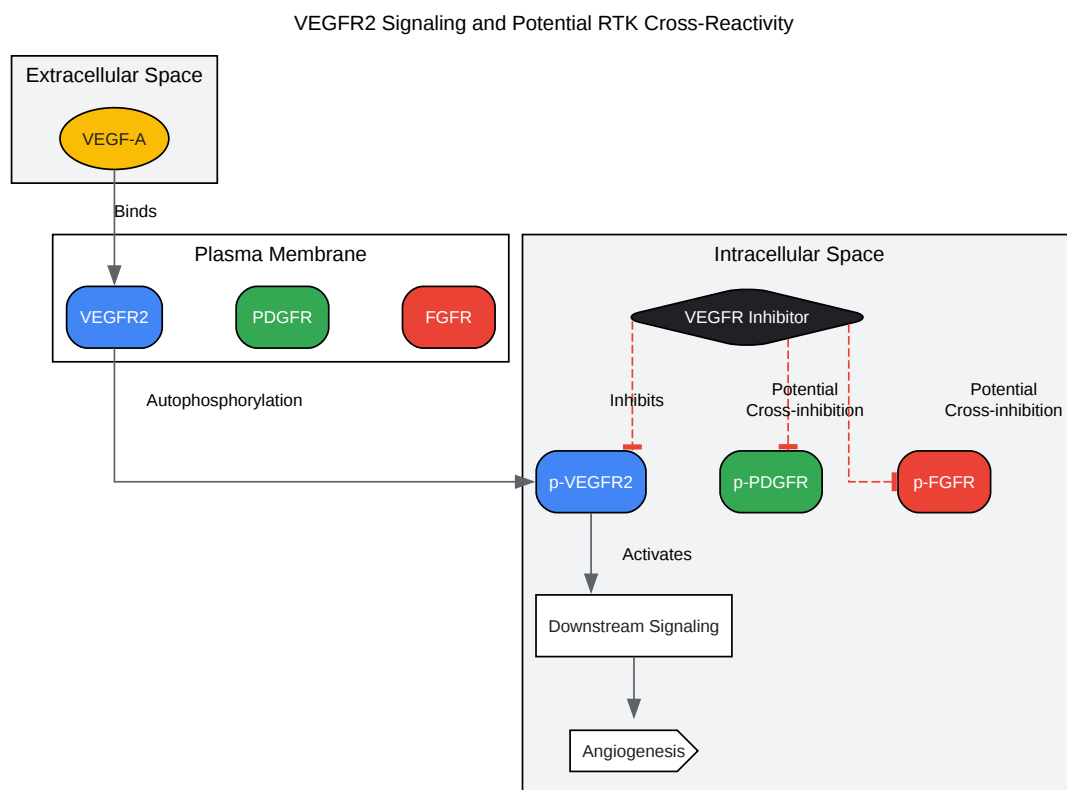 VEGFR2 Signaling and Potential RTK Cross-Reactivity
Extracellular Space
VEGF-A
Binds
Plasma Membrane
VEGFR2
PDGFR
FGFR
Autophosphorylation
Intracellular Space
VEGFR Inhibitor
Inhibits
Potential
Cross-inhibition
Potential
Cross-inhibition
p-VEGFR2
p-PDGFR
p-FGFR
Activates
Downstream Signaling
Angiogenesis